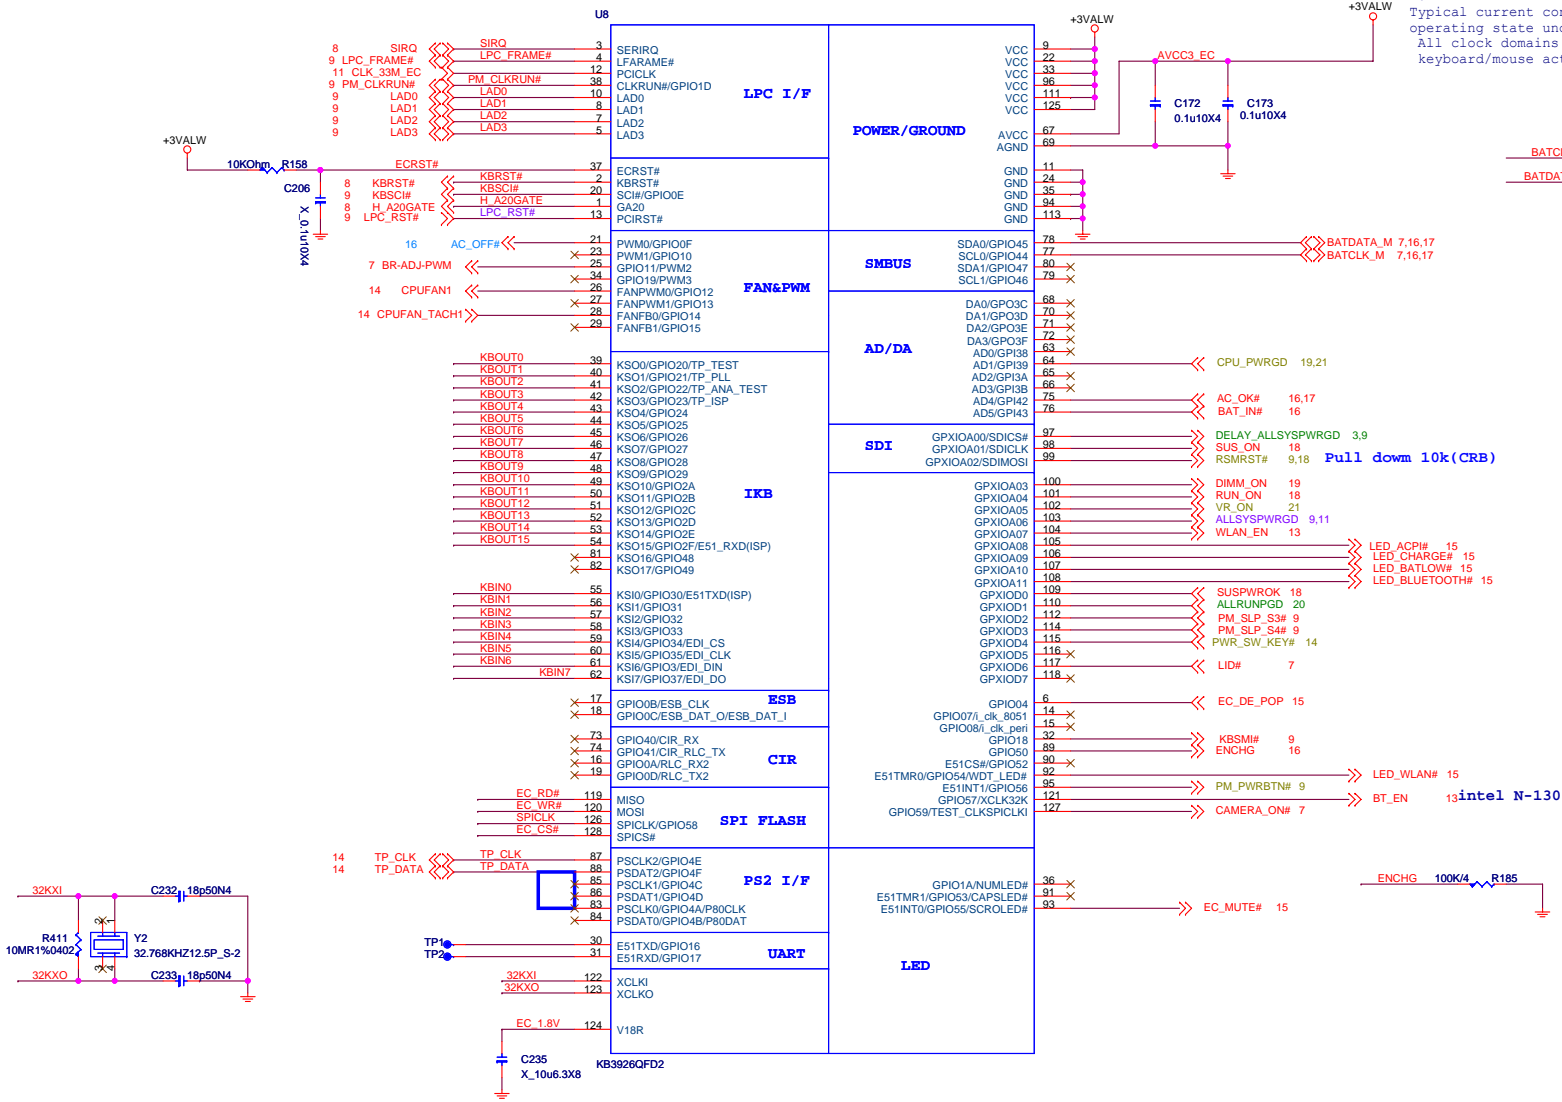 U8
+3VALW
+3VALW
Typical current con
operating state und
All clock domains
keyboard/mouse act
8 SIRQ SIRQ 3 SERIRQ
9 LPC_FRAME# LPC_FRAME# 4 LFARAME#
11 CLK_33M_EC 12 PCICLK
9 PM_CLKRUN# PM_CLKRUN# 38 CLKRUN#/GPIO1D
9 LAD0 LAD0 10 LAD0
9 LAD1 LAD1 8 LAD1
9 LAD2 LAD2 7 LAD2
9 LAD3 LAD3 5 LAD3
LPC I/F
POWER/GROUND
VCC 9
VCC 22
VCC 33
VCC 96
VCC 111
VCC 125
AVCC 67
AGND 69
AVCC3_EC
C172
0.1u10X4
C173
0.1u10X4
GND 11
GND 24
GND 35
GND 94
GND 113
BATCL
BATDAT
+3VALW
10KOhm R158
C206
X_0.1u10X4
ECRST# 37 ECRST#
8 KBRST# KBRST# 2 KBRST#
9 KBSCI# KBSCI# 20 SCI#/GPIO0E
8 H_A20GATE H_A20GATE 1 GA20
9 LPC_RST# LPC_RST# 13 PCIRST#
16 AC_OFF# 21 PWM0/GPIO0F
23 PWM1/GPIO10
7 BR-ADJ-PWM 25 GPIO11/PWM2
34 GPIO19/PWM3
14 CPUFAN1 26 FANPWM0/GPIO12
27 FANPWM1/GPIO13
14 CPUFAN_TACH1 28 FANFB0/GPIO14
29 FANFB1/GPIO15
FAN&PWM
SMBUS
SDA0/GPIO45 78 BATDATA_M 7,16,17
SCL0/GPIO44 77 BATCLK_M 7,16,17
SDA1/GPIO47 80
SCL1/GPIO46 79
AD/DA
DA0/GPO3C 68
DA1/GPO3D 70
DA2/GPO3E 71
DA3/GPO3F 72
AD0/GPI38 63
AD1/GPI39 64 CPU_PWRGD 19,21
AD2/GPI3A 65
AD3/GPI3B 66
AD4/GPI42 75 AC_OK# 16,17
AD5/GPI43 76 BAT_IN# 16
SDI
GPXIOA00/SDICS# 97 DELAY_ALLSYSPWRGD 3,9
GPXIOA01/SDICLK 98 SUS_ON 18
GPXIOA02/SDIMOSI 99 RSMRST# 9,18 Pull dowm 10k(CRB)
KBOUT0 39 KSO0/GPIO20/TP_TEST
KBOUT1 40 KSO1/GPIO21/TP_PLL
KBOUT2 41 KSO2/GPIO22/TP_ANA_TEST
KBOUT3 42 KSO3/GPIO23/TP_ISP
KBOUT4 43 KSO4/GPIO24
KBOUT5 44 KSO5/GPIO25
KBOUT6 45 KSO6/GPIO26
KBOUT7 46 KSO7/GPIO27
KBOUT8 47 KSO8/GPIO28
KBOUT9 48 KSO9/GPIO29
KBOUT10 49 KSO10/GPIO2A
KBOUT11 50 KSO11/GPIO2B
KBOUT12 51 KSO12/GPIO2C
KBOUT13 52 KSO13/GPIO2D
KBOUT14 53 KSO14/GPIO2E
KBOUT15 54 KSO15/GPIO2F/E51_RXD(ISP)
81 KSO16/GPIO48
82 KSO17/GPIO49
IKB
KBIN0 55 KSI0/GPIO30/E51TXD(ISP)
KBIN1 56 KSI1/GPIO31
KBIN2 57 KSI2/GPIO32
KBIN3 58 KSI3/GPIO33
KBIN4 59 KSI4/GPIO34/EDI_CS
KBIN5 60 KSI5/GPIO35/EDI_CLK
KBIN6 61 KSI6/GPIO3/EDI_DIN
KBIN7 62 KSI7/GPIO37/EDI_DO
GPXIOA03 100 DIMM_ON 19
GPXIOA04 101 RUN_ON 18
GPXIOA05 102 VR_ON 21
GPXIOA06 103 ALLSYSPWRGD 9,11
GPXIOA07 104 WLAN_EN 13
GPXIOA08 105 LED_ACPI# 15
GPXIOA09 106 LED_CHARGE# 15
GPXIOA10 107 LED_BATLOW# 15
GPXIOA11 108 LED_BLUETOOTH# 15
GPXIOD0 109 SUSPWROK 18
GPXIOD1 110 ALLRUNPGD 20
GPXIOD2 112 PM_SLP_S3# 9
GPXIOD3 114 PM_SLP_S4# 9
GPXIOD4 115 PWR_SW_KEY# 14
GPXIOD5 116
GPXIOD6 117 LID# 7
GPXIOD7 118
17 GPIO0B/ESB_CLK
18 GPIO0C/ESB_DAT_O/ESB_DAT_I
ESB
73 GPIO40/CIR_RX
74 GPIO41/CIR_RLC_TX
16 GPIO0A/RLC_RX2
19 GPIO0D/RLC_TX2
CIR
GPIO04 6 EC_DE_POP 15
GPIO07/i_clk_8051 14
GPIO08/i_clk_peri 15
GPIO18 32 KBSMI# 9
GPIO50 89 ENCHG 16
E51CS#/GPIO52 90
E51TMR0/GPIO54/WDT_LED# 92 LED_WLAN# 15
E51INT1/GPIO56 95 PM_PWRBTN# 9
GPIO57/XCLK32K 121 BT_EN 13 intel N-130
GPIO59/TEST_CLKSPICLKI 127 CAMERA_ON# 7
EC_RD# 119 MISO
EC_WR# 120 MOSI
SPICLK 126 SPICLK/GPIO58
EC_CS# 128 SPICS#
SPI FLASH
14 TP_CLK TP_CLK 87 PSCLK2/GPIO4E
14 TP_DATA TP_DATA 88 PSDAT2/GPIO4F
85 PSCLK1/GPIO4C
86 PSDAT1/GPIO4D
83 PSCLK0/GPIO4A/P80CLK
84 PSDAT0/GPIO4B/P80DAT
PS2 I/F
GPIO1A/NUMLED# 36
E51TMR1/GPIO53/CAPSLED# 91
E51INT0/GPIO55/SCROLED# 93 EC_MUTE# 15
ENCHG 100K/4 R185
LED
TP1 30 E51TXD/GPIO16
TP2 31 E51RXD/GPIO17
UART
32KXI 122 XCLKI
32KXO 123 XCLKO
EC_1.8V 124 V18R
C235
X_10u6.3X8
KB3926QFD2
32KXI C232 18p50N4
2 1
R411
10MR1%0402
Y2
32.768KHZ12.5P_S-2
3 4
32KXO C233 18p50N4